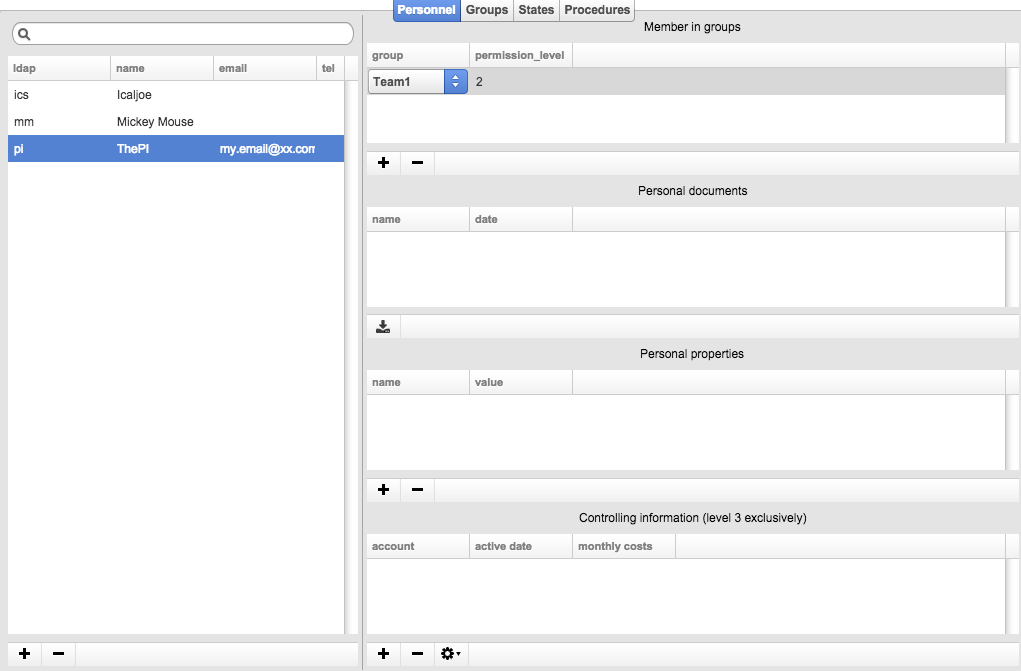 Personnel Groups States Procedures
ldap name email tel
ics Icaljoe
mm Mickey Mouse
pi ThePI my.email@xx.com
Member in groups
group permission_level
Team1 2
Personal documents
name date
Personal properties
name value
Controlling information (level 3 exclusively)
account active date monthly costs